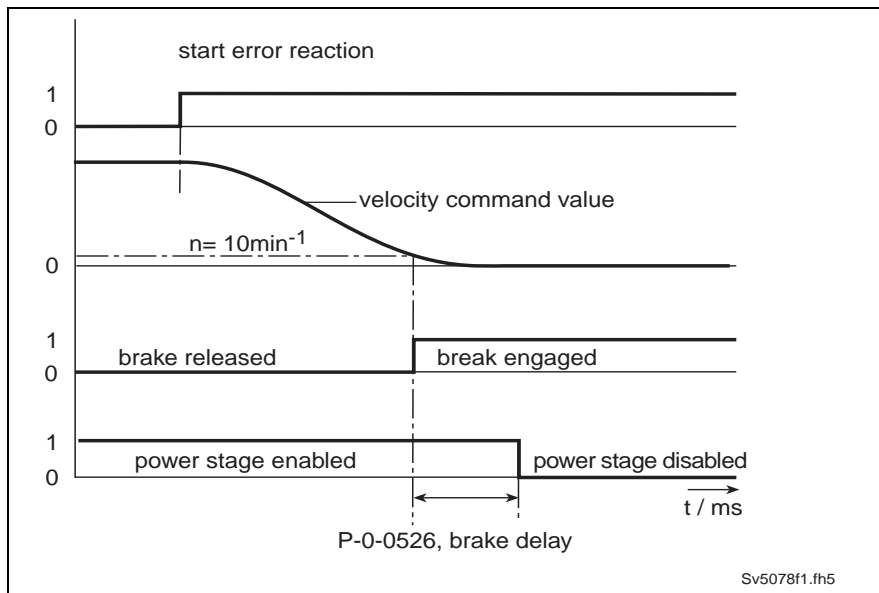 start error reaction
1
0
velocity command value
n= 10min-1
0
1
brake released break engaged
0
1
power stage enabled power stage disabled
0
t / ms
P-0-0526, brake delay
Sv5078f1.fh5